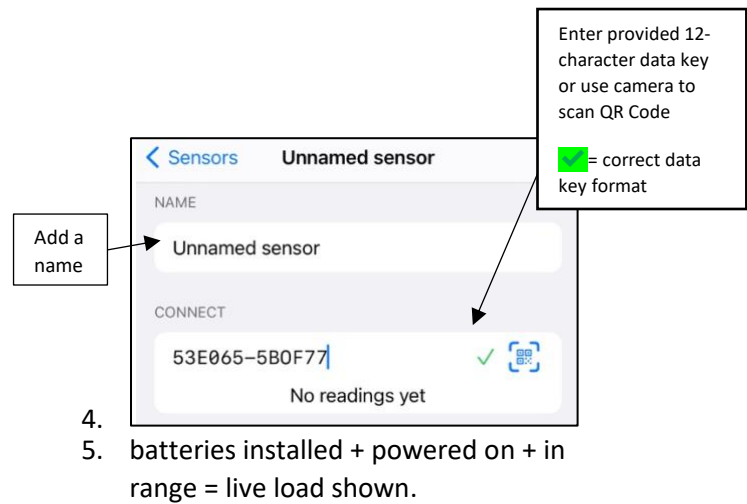 Enter provided 12-
character data key
or use camera to
scan QR Code
= correct data
key format
Sensors Unnamed sensor
NAME
Add a
name
Unnamed sensor
CONNECT
53E065-5B0F77
No readings yet
4.
5. batteries installed + powered on + in
range = live load shown.